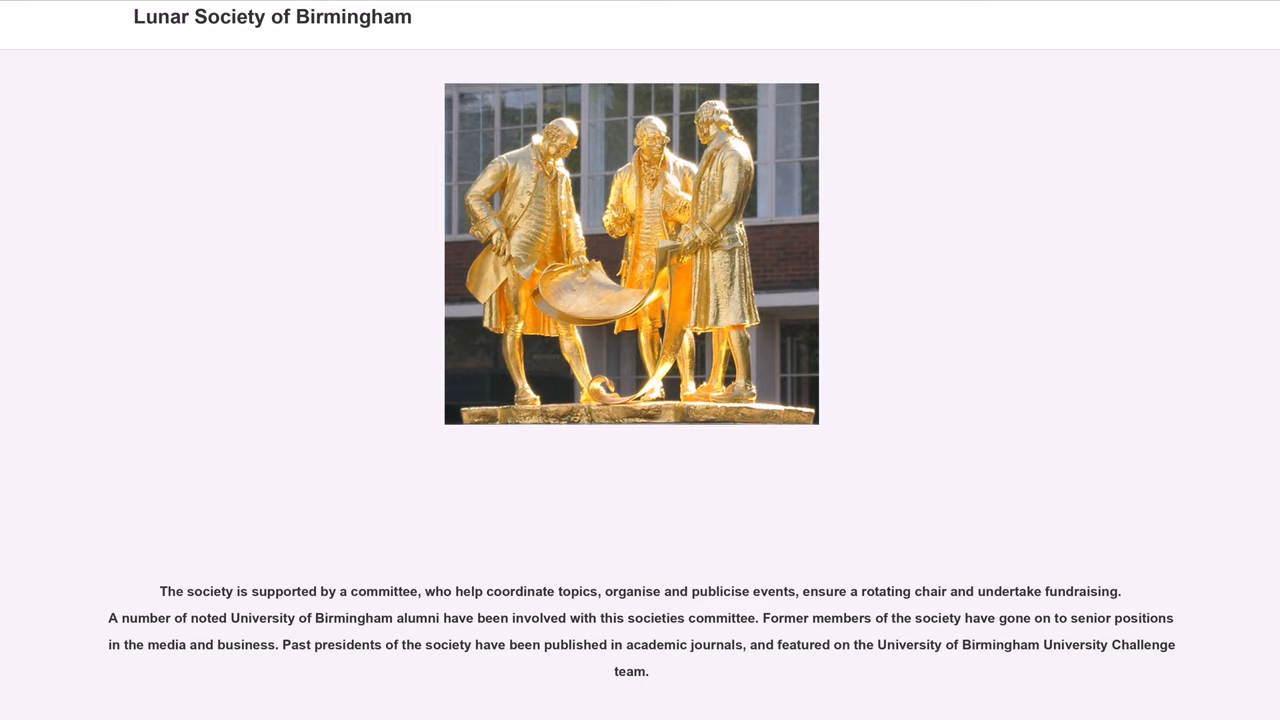 Lunar Society of Birmingham
The society is supported by a committee, who help coordinate topics, organise and publicise events, ensure a rotating chair and undertake fundraising.
A number of noted University of Birmingham alumni have been involved with this societies committee. Former members of the society have gone on to senior positions
in the media and business. Past presidents of the society have been published in academic journals, and featured on the University of Birmingham University Challenge
team.